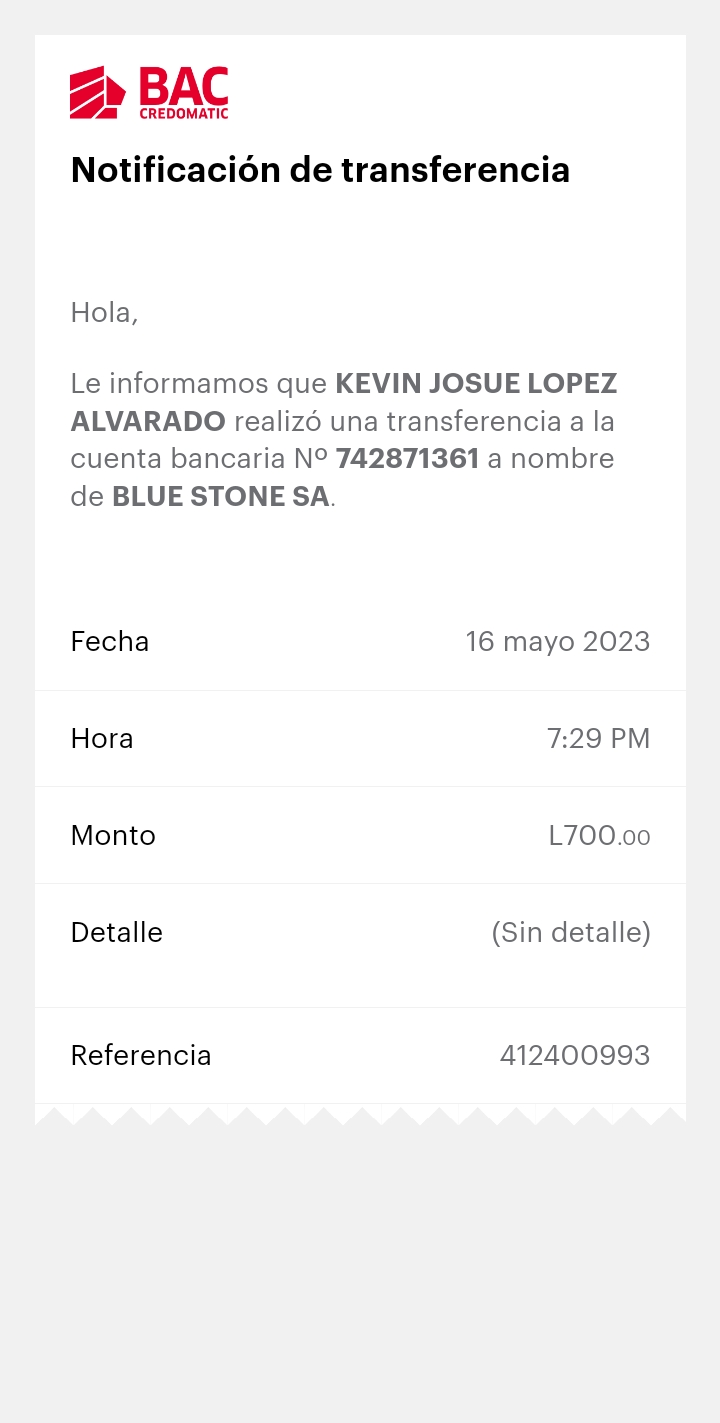 BAC
CREDOMATIC
Notificación de transferencia
Hola,
Le informamos que KEVIN JOSUE LOPEZ
ALVARADO realizó una transferencia a la
cuenta bancaria Nº 742871361 a nombre
de BLUE STONE SA.
Fecha 16 mayo 2023
Hora 7:29 PM
Monto L700.00
Detalle (Sin detalle)
Referencia 412400993